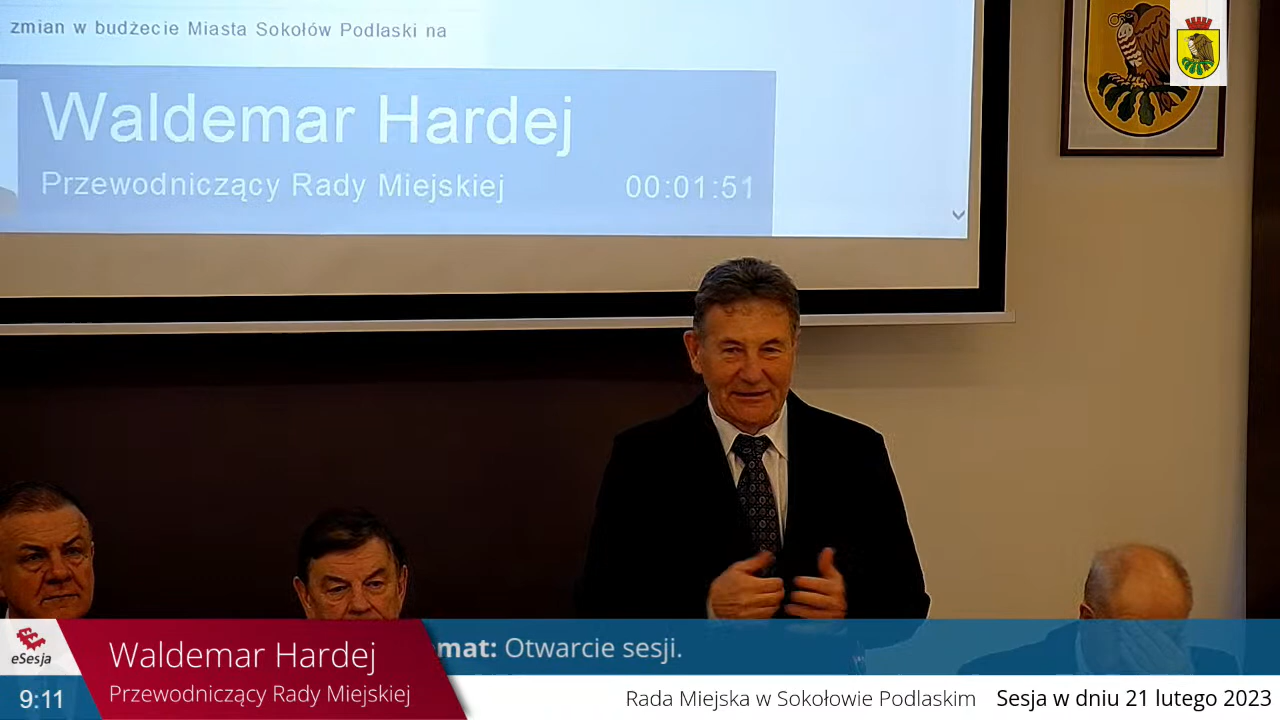 zmian w budżecie Miasta Sokołów Podlaski na
Waldemar Hardej
Przewodniczący Rady Miejskiej 00:01:51
eSesja
Waldemar Hardej
mat: Otwarcie sesji.
9:11
Przewodniczący Rady Miejskiej
Rada Miejska w Sokołowie Podlaskim Sesja w dniu 21 lutego 2023